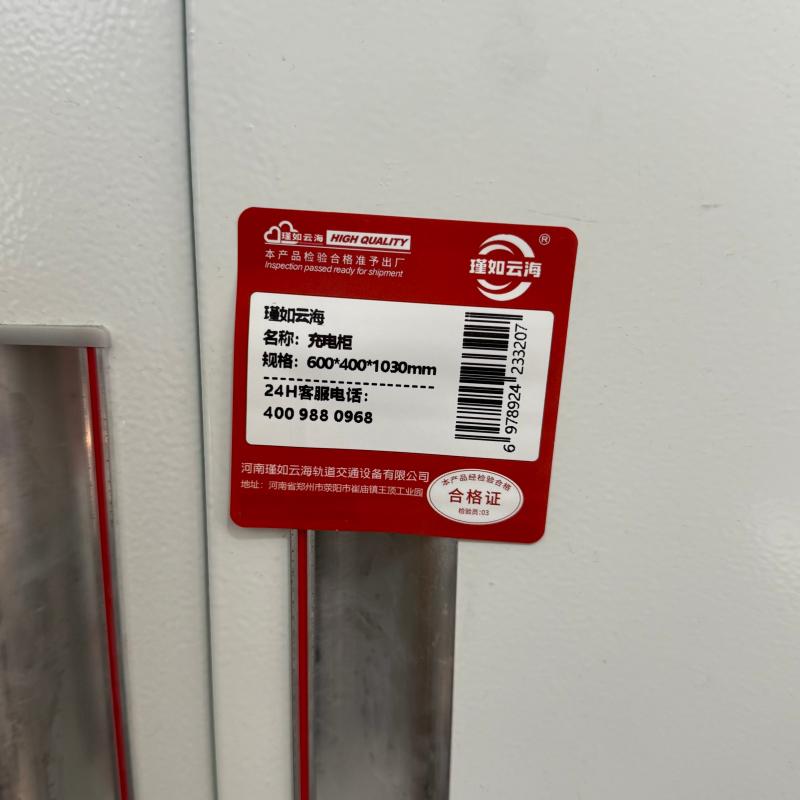 瑾如云海 HIGH QUALITY
本产品检验合格准予出厂
Inspection passed ready for shipment
瑾如云海 ®
瑾如云海
名称：充电柜
规格：600*400*1030mm
24H客服电话：
400 988 0968
6 978924 233207
河南瑾如云海轨道交通设备有限公司
地址：河南省郑州市荥阳市崔庙镇王顶工业园
本产品经检验合格
合格证
检验员:03